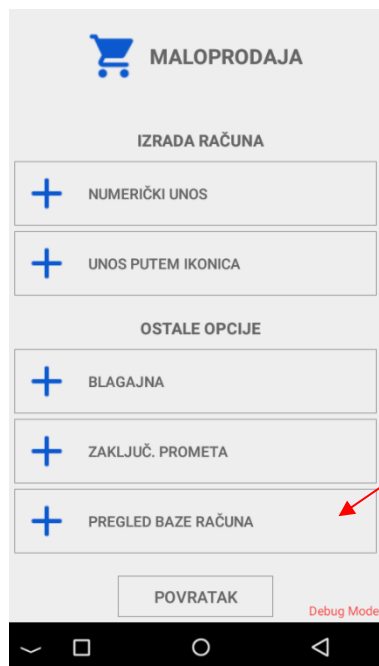 MALOPRODAJA
IZRADA RAČUNA
NUMERIČKI UNOS
UNOS PUTEM IKONICA
OSTALE OPCIJE
BLAGAJNA
ZAKLJUČ. PROMETA
PREGLED BAZE RAČUNA
POVRATAK
Debug Mode